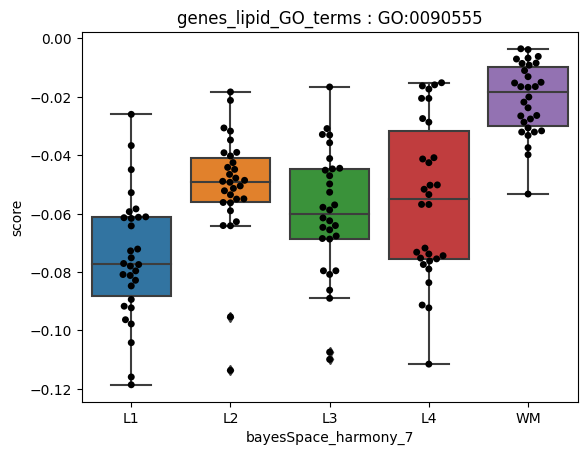 genes_lipid_GO_terms : GO:0090555
0.00
−0.02
−0.04
−0.06
−0.08
−0.10
−0.12
score
L1 L2 L3 L4 WM
bayesSpace_harmony_7